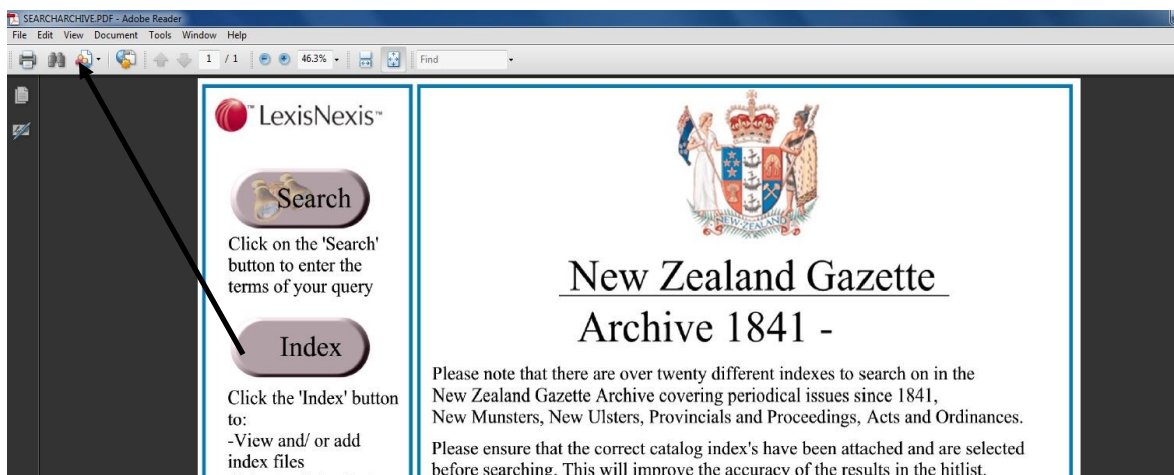 SEARCHARCHIVE.PDF - Adobe Reader
File Edit View Document Tools Window Help
1 / 1 46.3% Find
LexisNexis™
Search
Click on the 'Search'
button to enter the
terms of your query
Index
Click the 'Index' button
to:
-View and/ or add
index files
NEW-ZEALAND
New Zealand Gazette
Archive 1841 -
Please note that there are over twenty different indexes to search on in the
New Zealand Gazette Archive covering periodical issues since 1841,
New Munsters, New Ulsters, Provincials and Proceedings, Acts and Ordinances.
Please ensure that the correct catalog index's have been attached and are selected
before searching. This will improve the accuracy of the results in the hitlist.